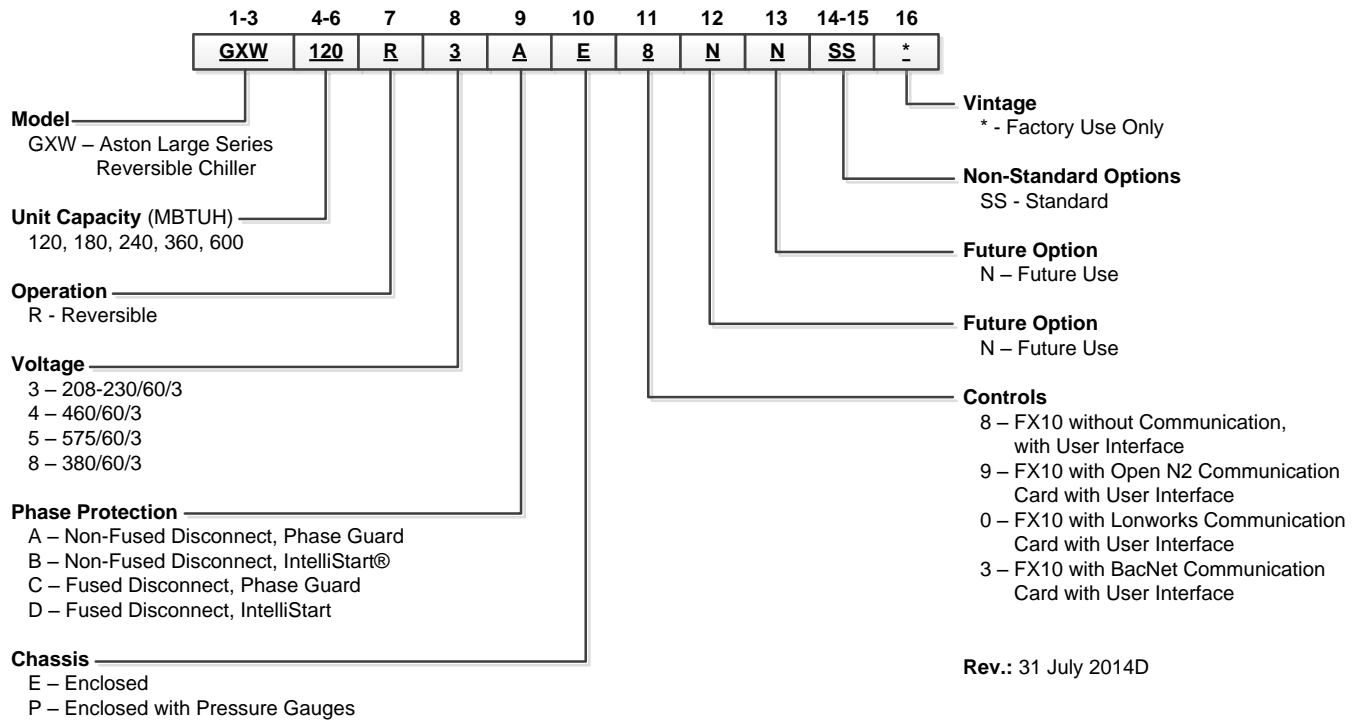 1-3 4-6 7 8 9 10 11 12 13 14-15 16
GXW 120 R 3 A E 8 N N SS *
Model
GXW – Aston Large Series
Reversible Chiller
Unit Capacity (MBTUH)
120, 180, 240, 360, 600
Operation
R - Reversible
Voltage
3 – 208-230/60/3
4 – 460/60/3
5 – 575/60/3
8 – 380/60/3
Phase Protection
A – Non-Fused Disconnect, Phase Guard
B – Non-Fused Disconnect, IntelliStart®
C – Fused Disconnect, Phase Guard
D – Fused Disconnect, IntelliStart
Chassis
E – Enclosed
P – Enclosed with Pressure Gauges
Vintage
* - Factory Use Only
Non-Standard Options
SS - Standard
Future Option
N – Future Use
Future Option
N – Future Use
Controls
8 – FX10 without Communication,
with User Interface
9 – FX10 with Open N2 Communication
Card with User Interface
0 – FX10 with Lonworks Communication
Card with User Interface
3 – FX10 with BacNet Communication
Card with User Interface
Rev.: 31 July 2014D